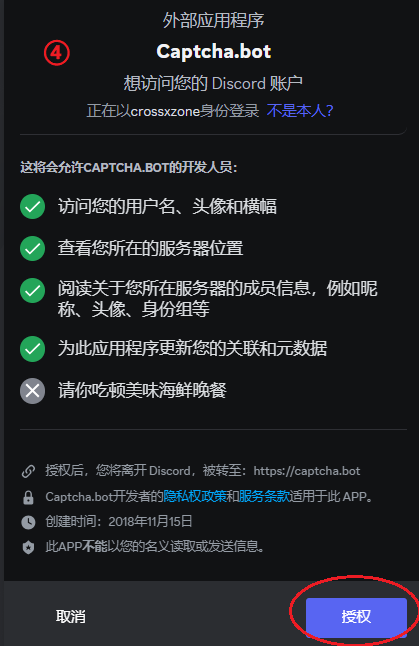 外部应用程序
④
Captcha.bot
想访问您的 Discord 账户
正在以crossxzone身份登录 不是本人？
这将会允许CAPTCHA.BOT的开发人员：
访问您的用户名、头像和横幅
查看您所在的服务器位置
阅读关于您所在服务器的成员信息，例如昵
称、头像、身份组等
为此应用程序更新您的关联和元数据
请你吃顿美味海鲜晚餐
授权后，您将离开 Discord，被转至：https://captcha.bot
Captcha.bot开发者的隐私权政策和服务条款适用于此 APP。
创建时间：2018年11月15日
此APP不能以您的名义读取或发送信息。
取消
授权